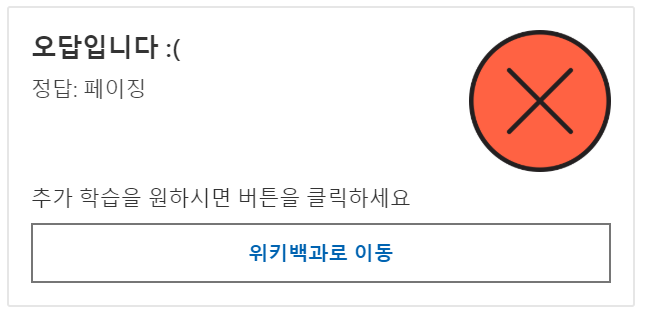 오답입니다 :(
정답: 페이징
추가 학습을 원하시면 버튼을 클릭하세요
위키백과로 이동